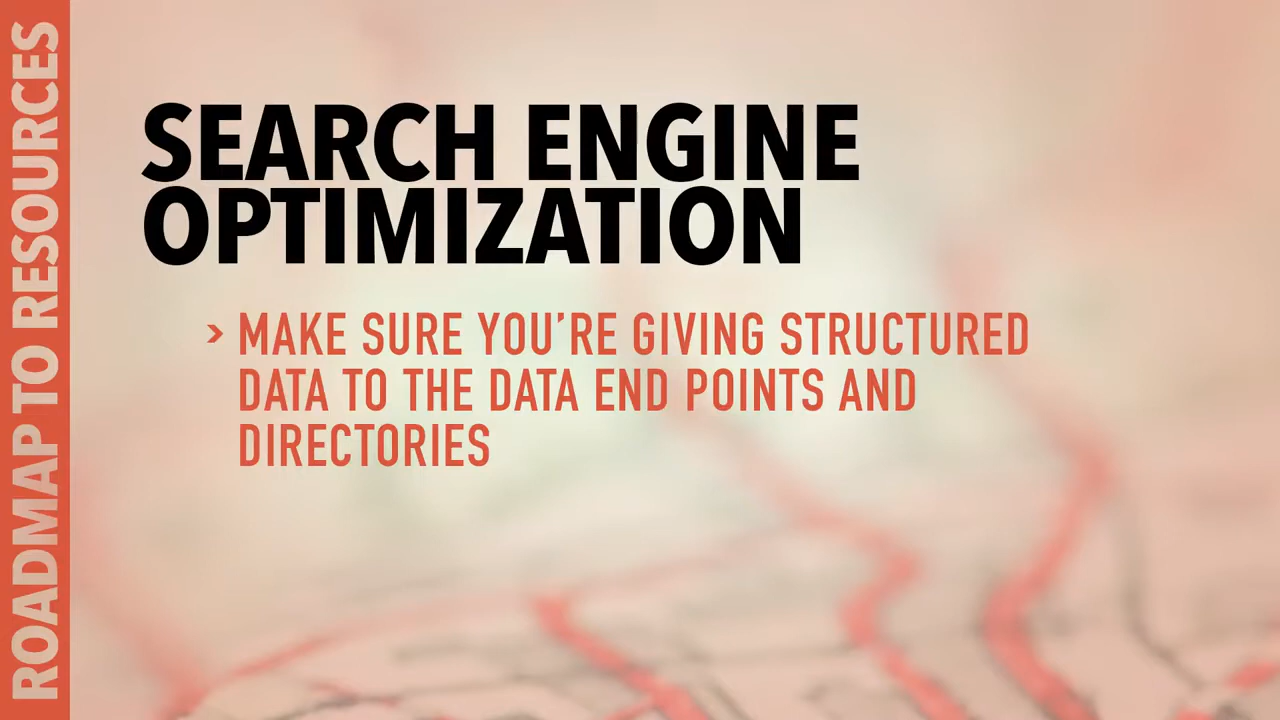 ROADMAP TO RESOURCES
SEARCH ENGINE
OPTIMIZATION
› MAKE SURE YOU’RE GIVING STRUCTURED
DATA TO THE DATA END POINTS AND
DIRECTORIES